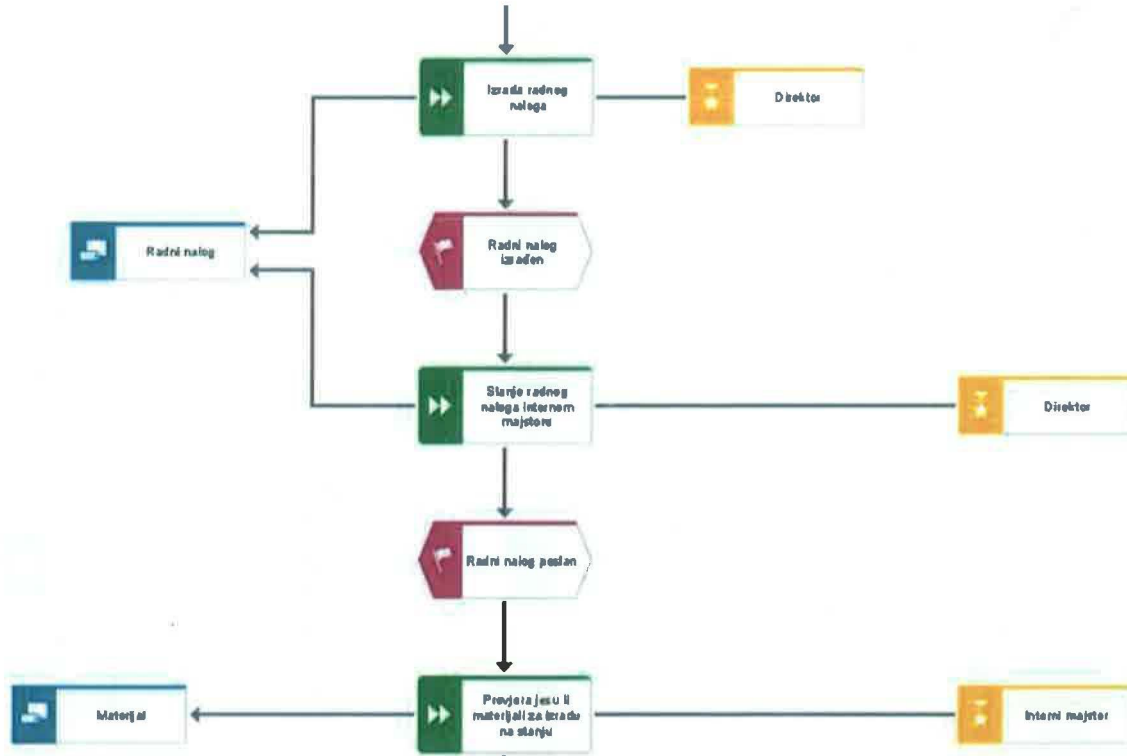 Izrada radnog
naloga
Direktor
Radni nalog
Radni nalog
izrađen
Slanje radnog
naloga internom
majstoru
Direktor
Radni nalog poslan
Materijal
Provjera jesu li
materijali za izradu
na stanju
Interni majstor